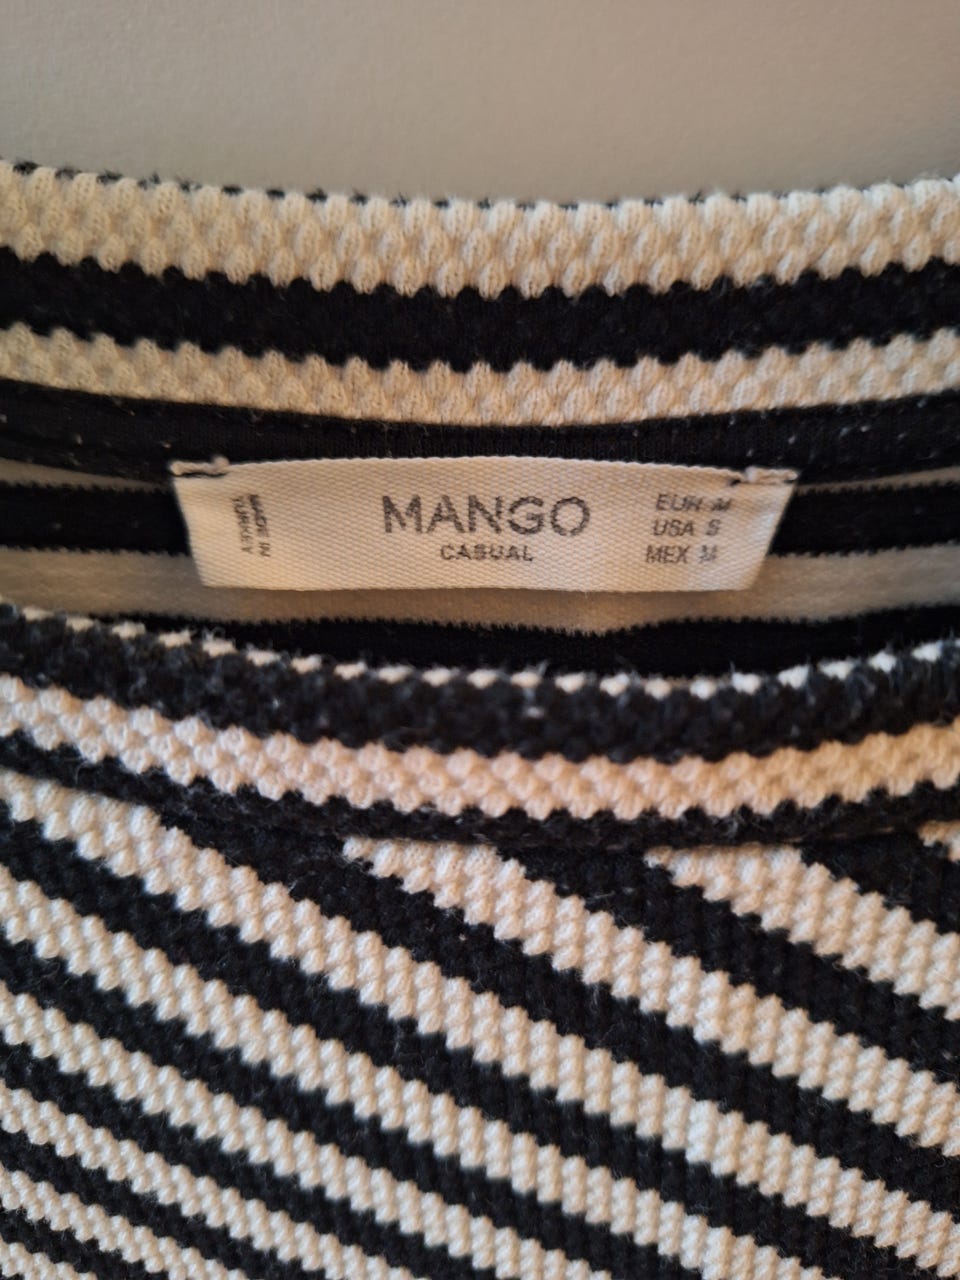 MADE IN
TURKEY
MANGO
CASUAL
EUR M
USA S
MEX M